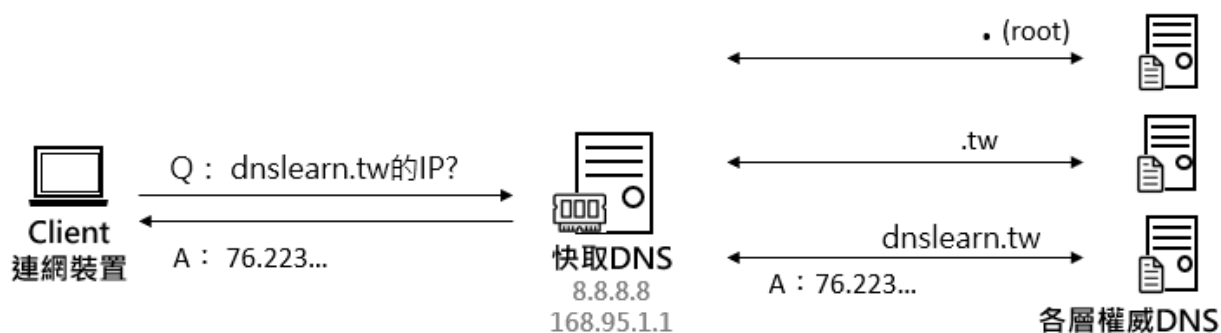 . (root)
.tw
Q： dnslearn.tw的IP?
A： 76.223...
Client
連網裝置
快取DNS
8.8.8.8
168.95.1.1
dnslearn.tw
A：76.223...
各層權威DNS